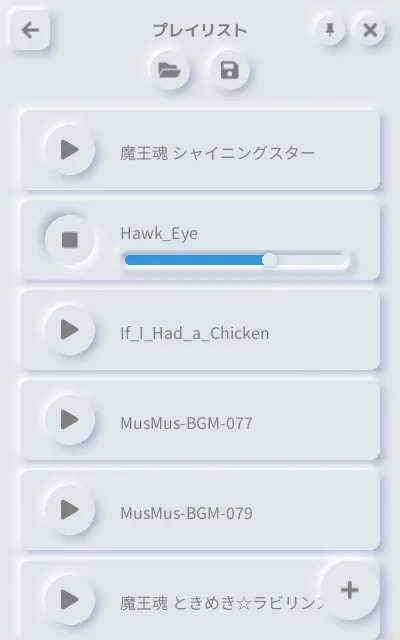 プレイリスト
魔王魂 シャイニングスター
Hawk_Eye
If_I_Had_a_Chicken
MusMus-BGM-077
MusMus-BGM-079
魔王魂 ときめき☆ラビリン